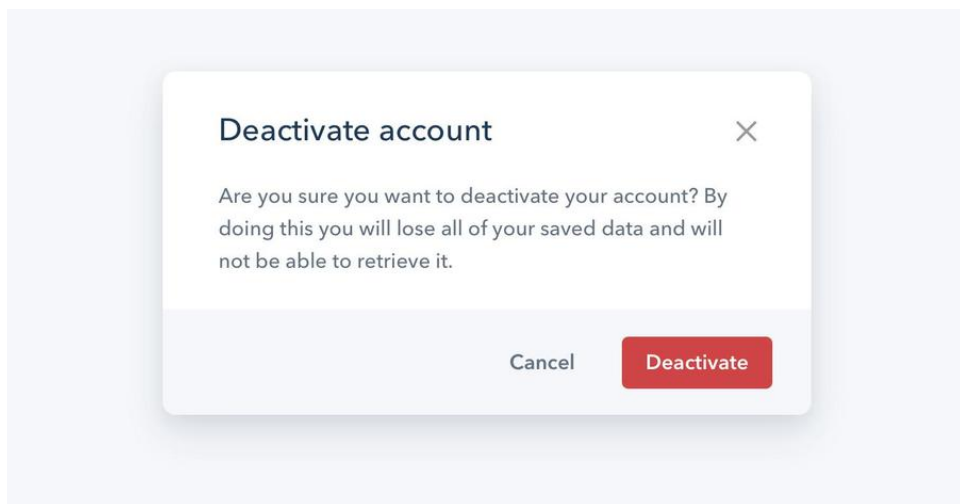 Deactivate account
Are you sure you want to deactivate your account? By
doing this you will lose all of your saved data and will
not be able to retrieve it.
Cancel
Deactivate